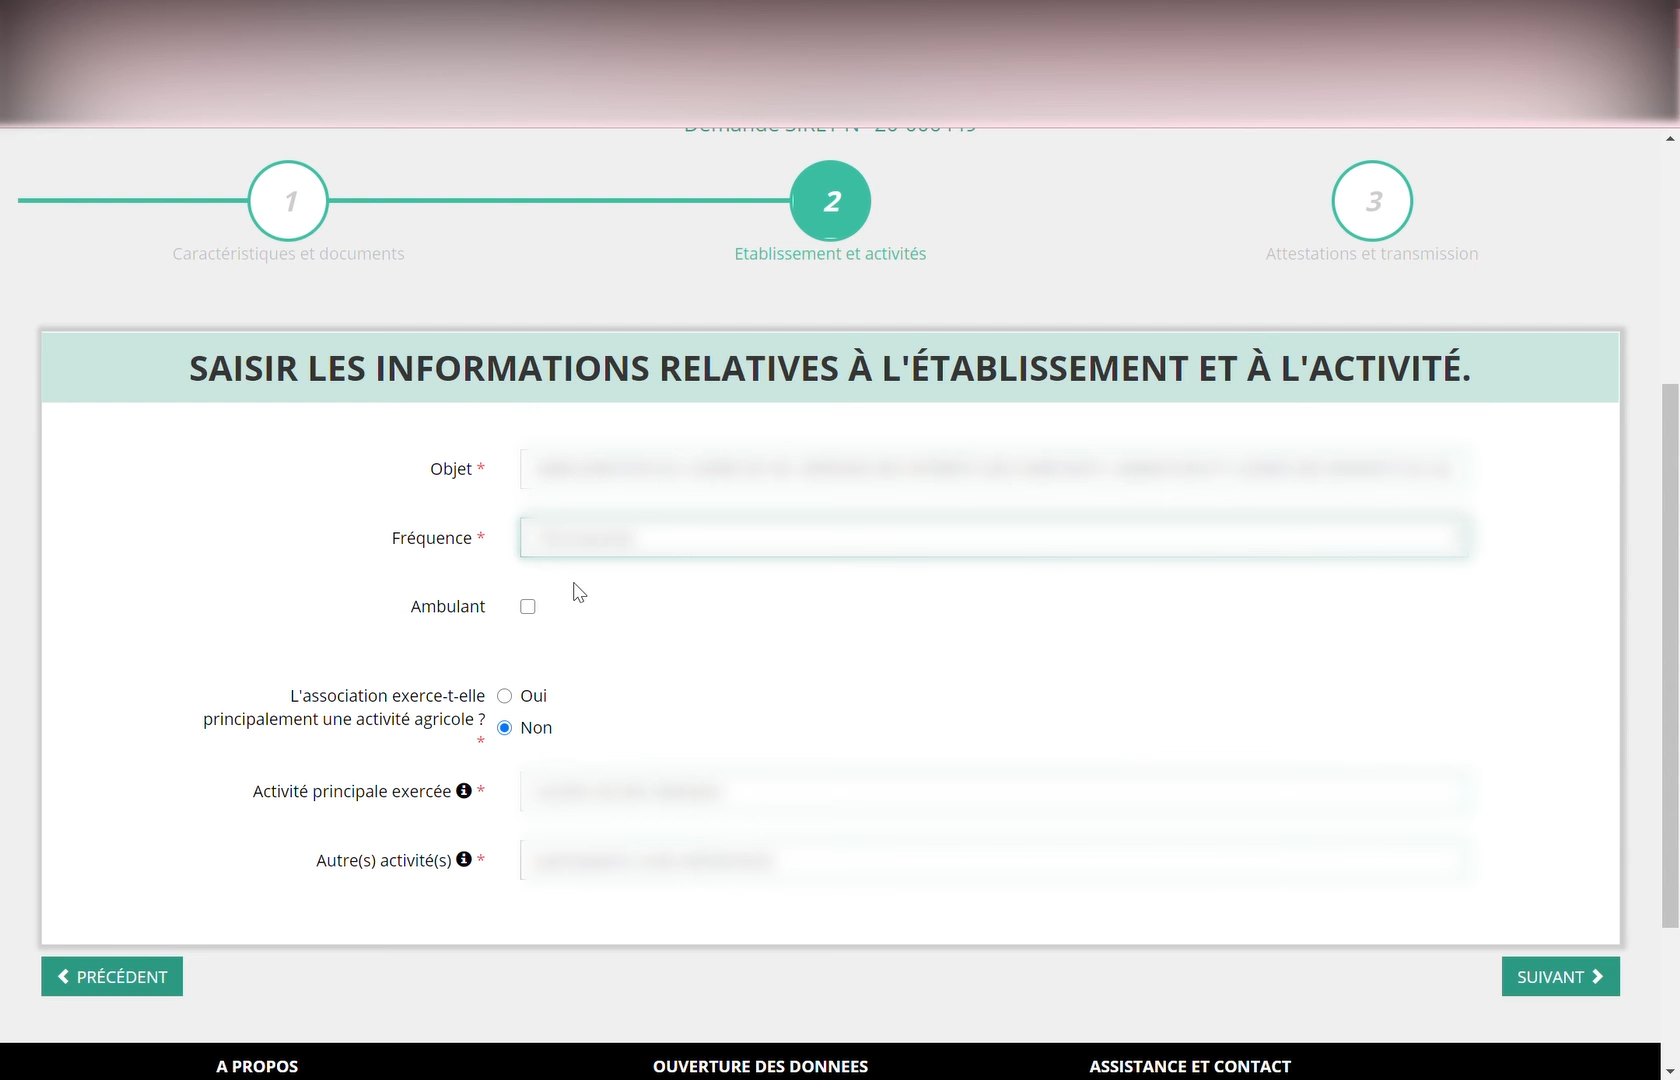 1
2
3
Caractéristiques et documents
Etablissement et activités
Attestations et transmission
SAISIR LES INFORMATIONS RELATIVES À L'ÉTABLISSEMENT ET À L'ACTIVITÉ.
Objet *
Fréquence *
Ambulant
L'association exerce-t-elle
principalement une activité agricole ?
*
Oui
Non
Activité principale exercée *
Autre(s) activité(s) *
PRÉCÉDENT
SUIVANT
A PROPOS
OUVERTURE DES DONNEES
ASSISTANCE ET CONTACT